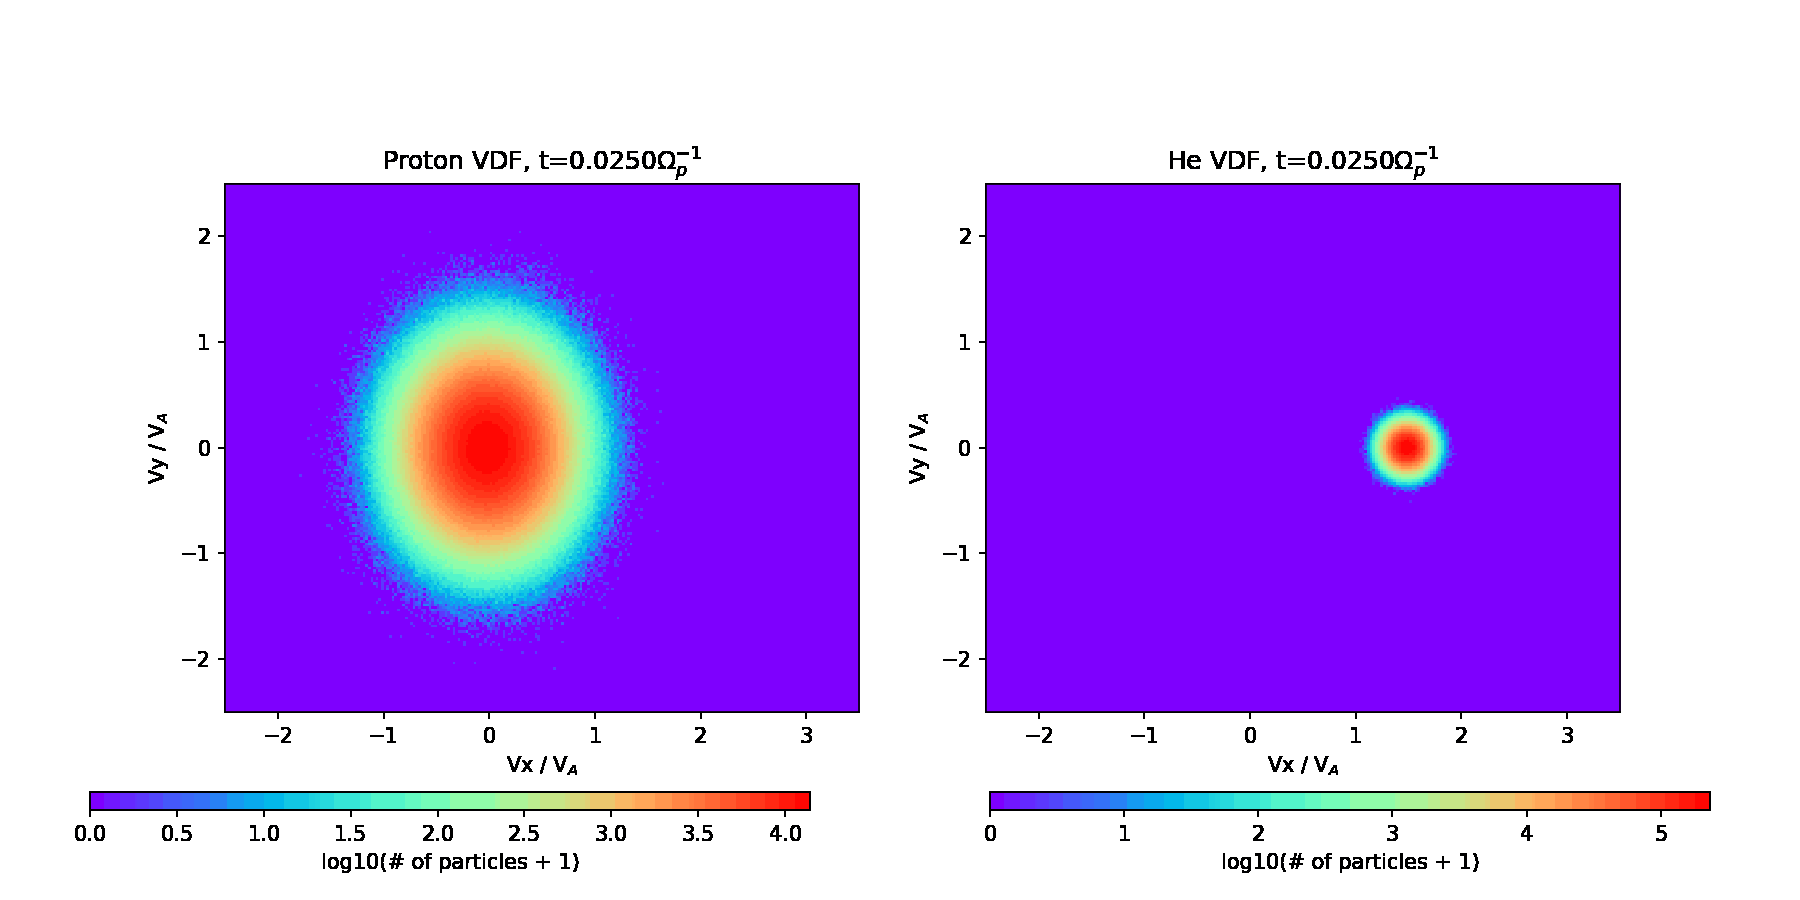 Proton VDF, t=0.0250Ω_p^{−1}
He VDF, t=0.0250Ω_p^{−1}
Vy / V_A
2
1
0
−1
−2
−2 −1 0 1 2 3
Vx / V_A
Vy / V_A
2
1
0
−1
−2
−2 −1 0 1 2 3
Vx / V_A
0.0 0.5 1.0 1.5 2.0 2.5 3.0 3.5 4.0
log10(# of particles + 1)
0 1 2 3 4 5
log10(# of particles + 1)